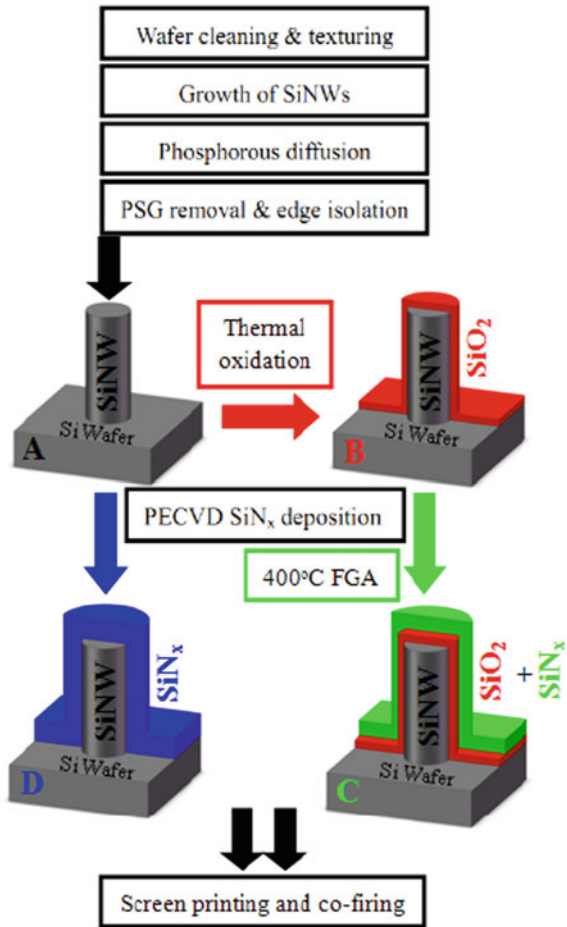 Wafer cleaning & texturing
Growth of SiNWs
Phosphorous diffusion
PSG removal & edge isolation
SiNW
Si Wafer
A
Thermal
oxidation
SiNW
SiO₂
Si Wafer
B
PECVD SiNₓ deposition
400⁰C FGA
SiNW
SiNₓ
Si Wafer
D
SiNW
SiO₂ + SiNₓ
Si Wafer
C
Screen printing and co-firing